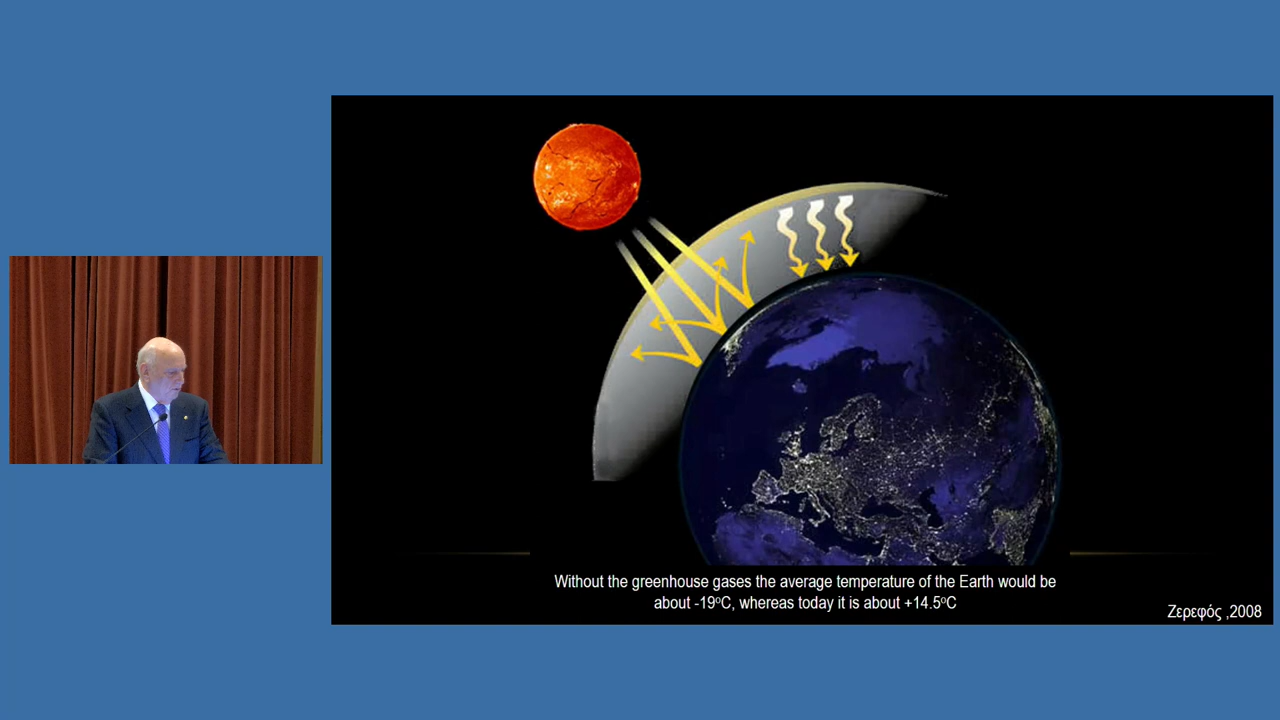 Without the greenhouse gases the average temperature of the Earth would be
about -19ºC, whereas today it is about +14.5ºC
Ζερεφός ,2008